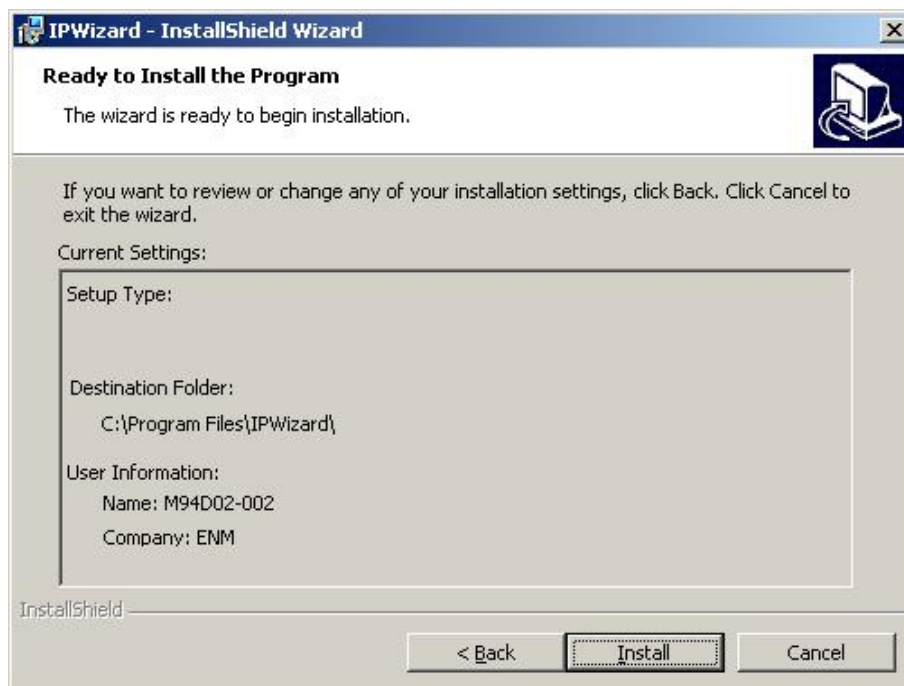 IPWizard - InstallShield Wizard
Ready to Install the Program
The wizard is ready to begin installation.
If you want to review or change any of your installation settings, click Back. Click Cancel to
exit the wizard.
Current Settings:
Setup Type:
Destination Folder:
C:\Program Files\IPWizard\
User Information:
Name: M94D02-002
Company: ENM
InstallShield
< Back
Install
Cancel